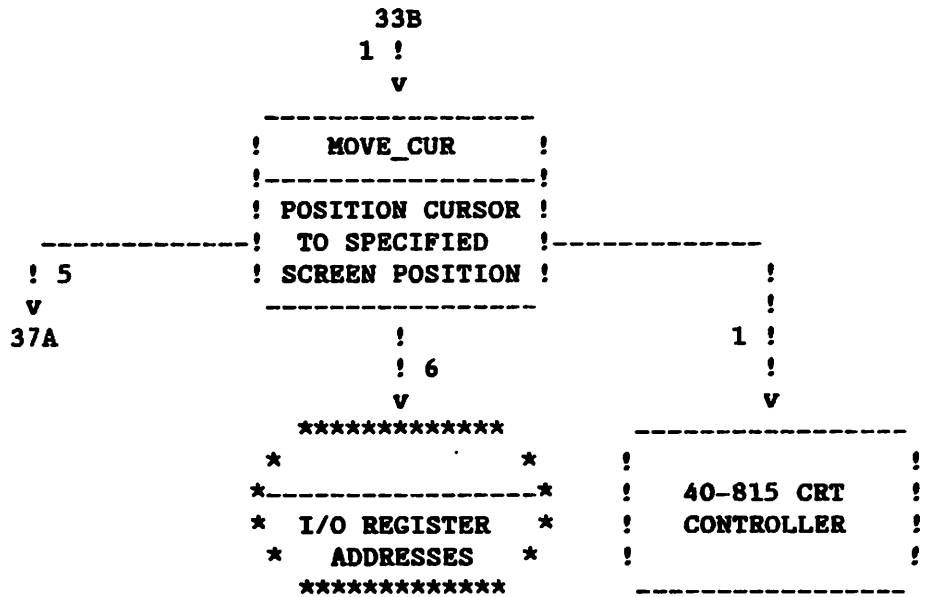 33B
1 !
v
------------------
! MOVE_CUR !
!------------------!
! POSITION CURSOR !
-------------! TO SPECIFIED !-------------
! 5 ! SCREEN POSITION ! !
v ------------------ !
37A ! 1 !
! 6 !
v v
************* ------------------
* * ! !
*------------------* ! 40-815 CRT !
* I/O REGISTER * ! CONTROLLER !
* ADDRESSES * ! !
************* ------------------